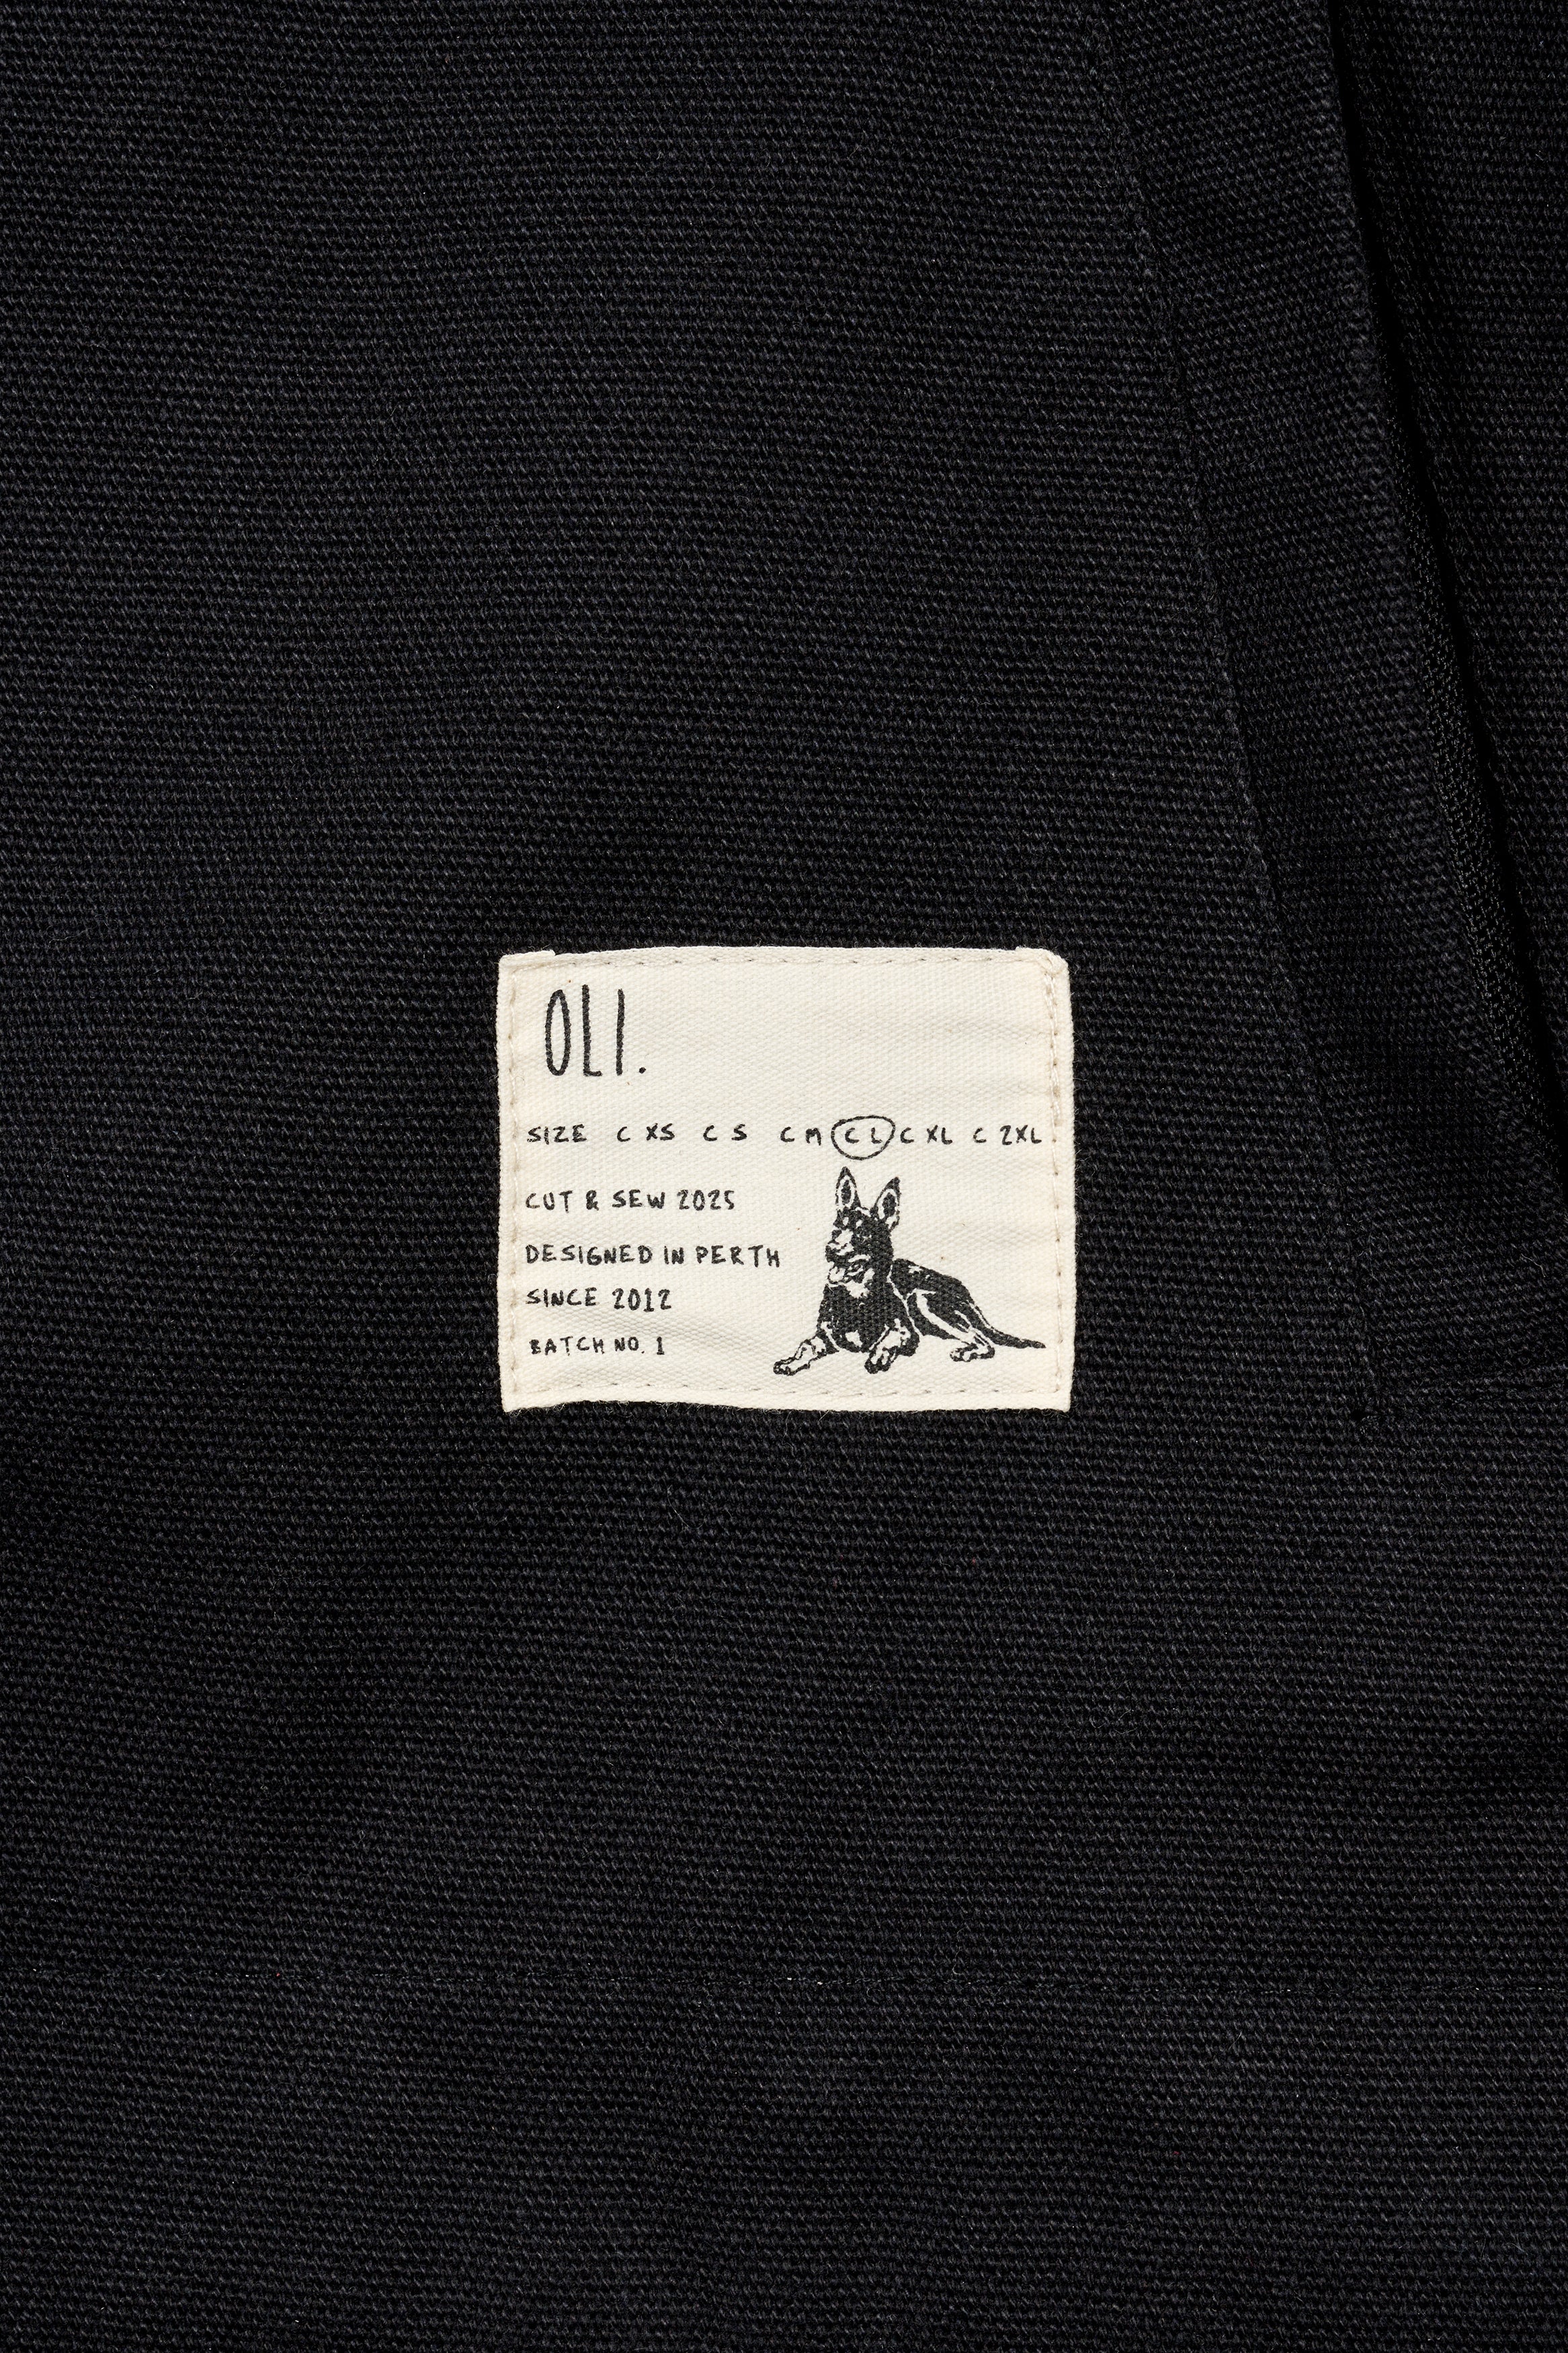 OLI.
SIZE C XS C S C M C L C XL C 2XL
CUT & SEW 2025
DESIGNED IN PERTH
SINCE 2012
BATCH NO. 1